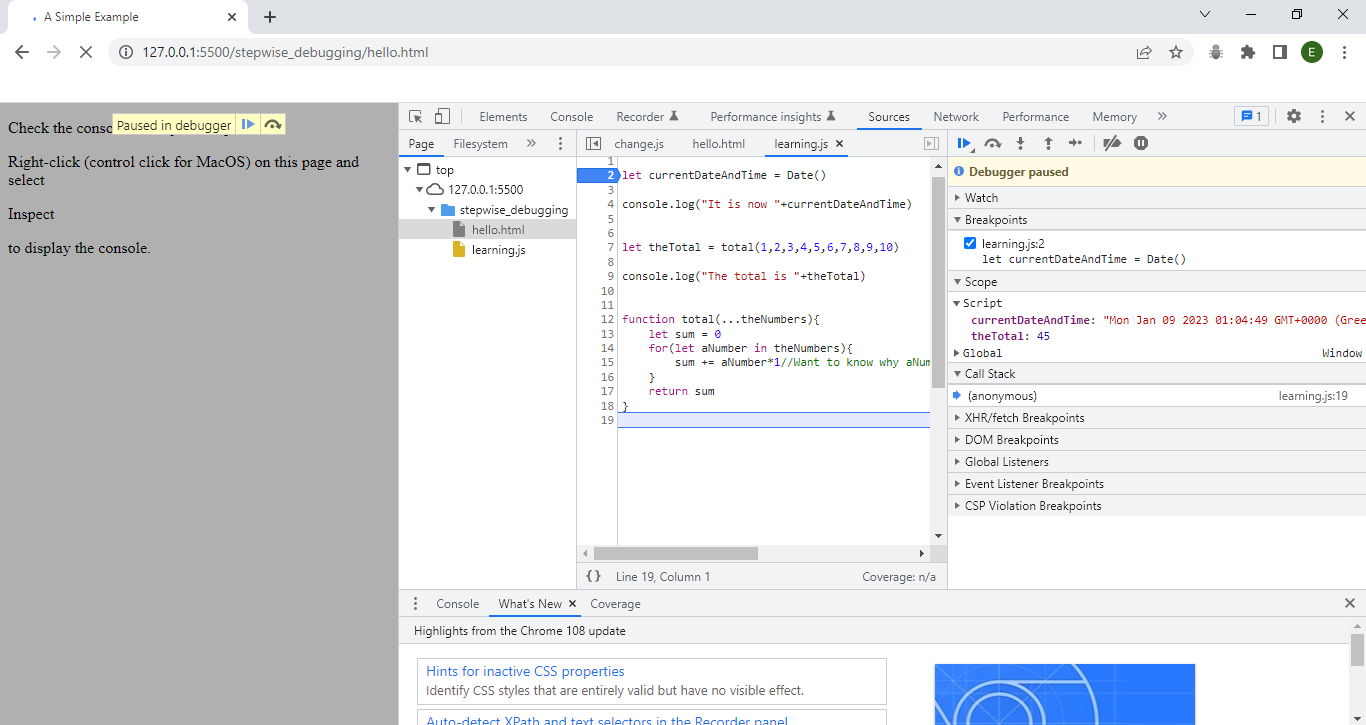 A Simple Example
127.0.0.1:5500/stepwise_debugging/hello.html
E
Check the conso
Paused in debugger
Right-click (control click for MacOS) on this page and
select
Inspect
to display the console.
Elements Console Recorder Performance insights Sources Network Performance Memory » 1
Page Filesystem »
top
127.0.0.1:5500
stepwise_debugging
hello.html
learning.js
change.js hello.html learning.js
1
2 let currentDateAndTime = Date()
3
4 console.log("It is now "+currentDateAndTime)
5
6
7 let theTotal = total(1,2,3,4,5,6,7,8,9,10)
8
9 console.log("The total is "+theTotal)
10
11
12 function total(...theNumbers){
13 let sum = 0
14 for(let aNumber in theNumbers){
15 sum += aNumber*1//Want to know why aNum
16 }
17 return sum
18 }
19
{} Line 19, Column 1 Coverage: n/a
Debugger paused
Watch
Breakpoints
learning.js:2
let currentDateAndTime = Date()
Scope
Script
currentDateAndTime: "Mon Jan 09 2023 01:04:49 GMT+0000 (Gree
theTotal: 45
Global Window
Call Stack
(anonymous) learning.js:19
XHR/fetch Breakpoints
DOM Breakpoints
Global Listeners
Event Listener Breakpoints
CSP Violation Breakpoints
Console What's New Coverage
Highlights from the Chrome 108 update
Hints for inactive CSS properties
Identify CSS styles that are entirely valid but have no visible effect.
Auto-detect XPath and text selectors in the Recorder panel